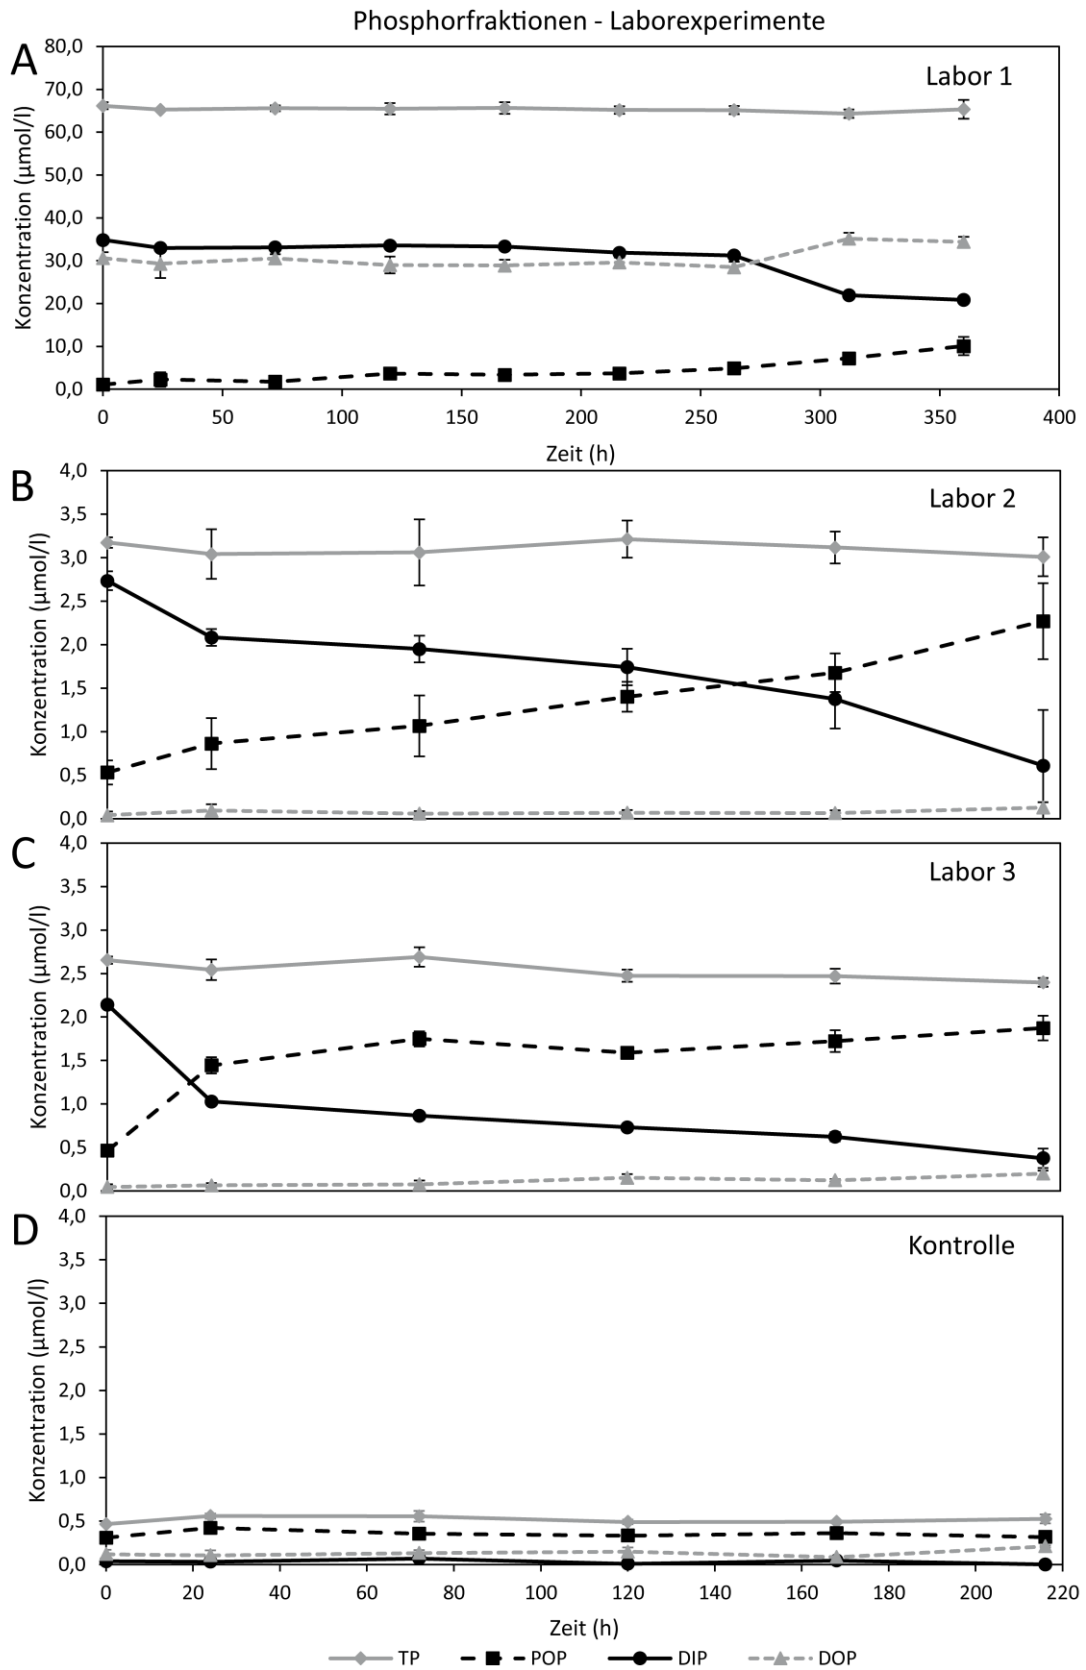 Phosphorfraktionen - Laborexperimente
A
Labor 1
Konzentration (µmol/l)
80,0
70,0
60,0
50,0
40,0
30,0
20,0
10,0
0,0
0 50 100 150 200 250 300 350 400
Zeit (h)
B
Labor 2
Konzentration (µmol/l)
4,0
3,5
3,0
2,5
2,0
1,5
1,0
0,5
0,0
C
Labor 3
Konzentration (µmol/l)
4,0
3,5
3,0
2,5
2,0
1,5
1,0
0,5
0,0
D
Kontrolle
Konzentration (µmol/l)
4,0
3,5
3,0
2,5
2,0
1,5
1,0
0,5
0,0
0 20 40 60 80 100 120 140 160 180 200 220
Zeit (h)
TP POP DIP DOP